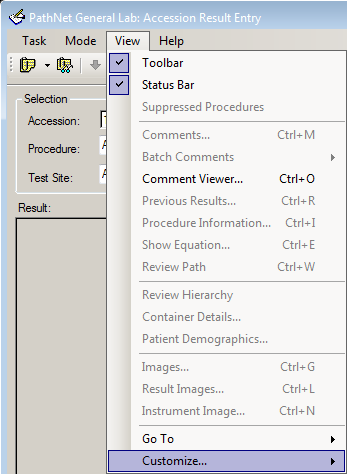 PathNet General Lab: Accession Result Entry
Task Mode View Help
Toolbar
Status Bar
Suppressed Procedures
Selection
Accession:
Procedure:
Test Site:
Result:
Comments... Ctrl+M
Batch Comments
Comment Viewer... Ctrl+O
Previous Results... Ctrl+R
Procedure Information... Ctrl+I
Show Equation... Ctrl+E
Review Path Ctrl+W
Review Hierarchy
Container Details...
Patient Demographics...
Images... Ctrl+G
Result Images... Ctrl+L
Instrument Image... Ctrl+N
Go To
Customize...